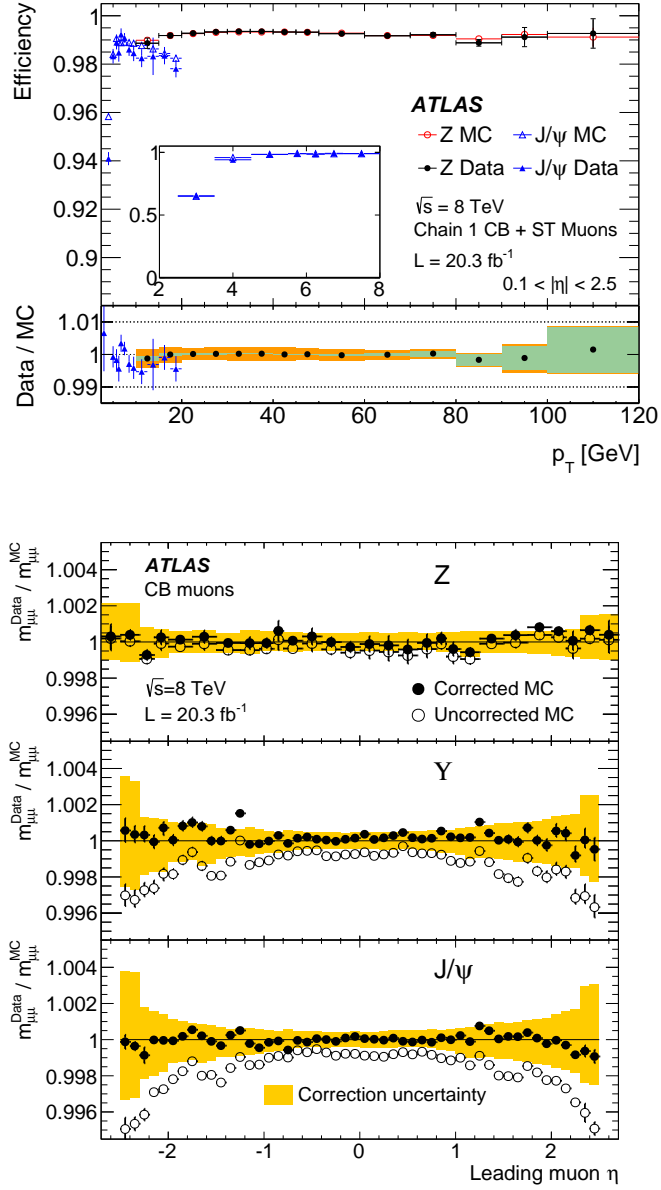 Efficiency
1
0.98
0.96
0.94
0.92
0.9
ATLAS
Z MC
J/ψ MC
Z Data
J/ψ Data
√s = 8 TeV
Chain 1 CB + ST Muons
L = 20.3 fb⁻¹
0.1 < |η| < 2.5
1
0.5
0
2 4 6 8
Data / MC
1.01
1
0.99
20 40 60 80 100 120
p_T [GeV]
m_μμ^Data / m_μμ^MC
1.004
1.002
1
0.998
0.996
ATLAS
CB muons
Z
√s=8 TeV
L = 20.3 fb⁻¹
Corrected MC
Uncorrected MC
m_μμ^Data / m_μμ^MC
1.004
1.002
1
0.998
0.996
ϒ
m_μμ^Data / m_μμ^MC
1.004
1.002
1
0.998
0.996
J/ψ
Correction uncertainty
-2 -1 0 1 2
Leading muon η